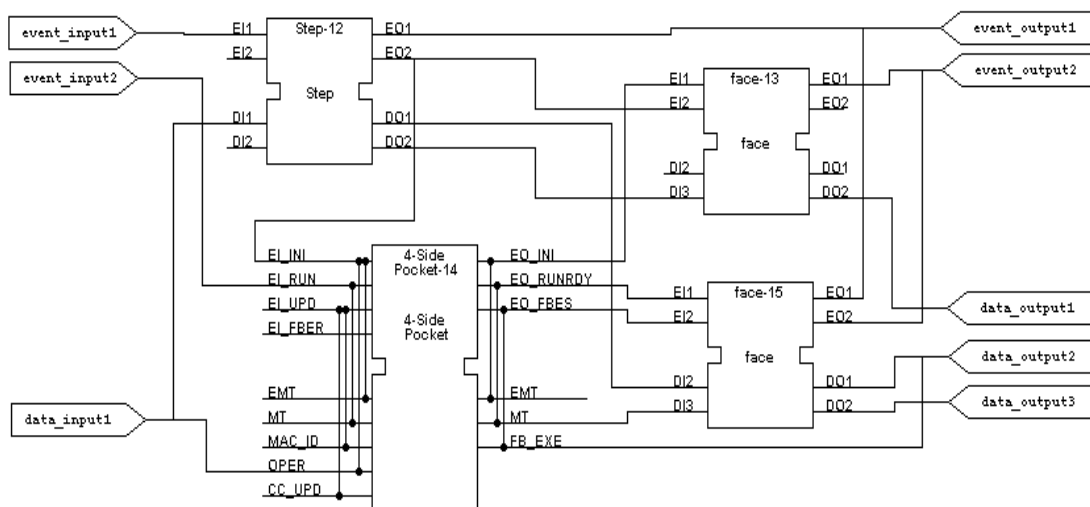 event_input1
event_input2
data_input1
EI1
EI2
DI1
DI2
Step-12
Step
EO1
EO2
DO1
DO2
EI_INI
EI_RUN
EI_UPD
EI_FBER
EMT
MT
MAC_ID
OPER
CC_UPD
4-Side
Pocket-14
4-Side
Pocket
EO_INI
EO_RUNRDY
EO_FBES
EMT
MT
FB_EXE
EI1
EI2
DI2
DI3
face-13
face
EO1
EO2
DO1
DO2
EI1
EI2
DI2
DI3
face-15
face
EO1
EO2
DO1
DO2
event_output1
event_output2
data_output1
data_output2
data_output3